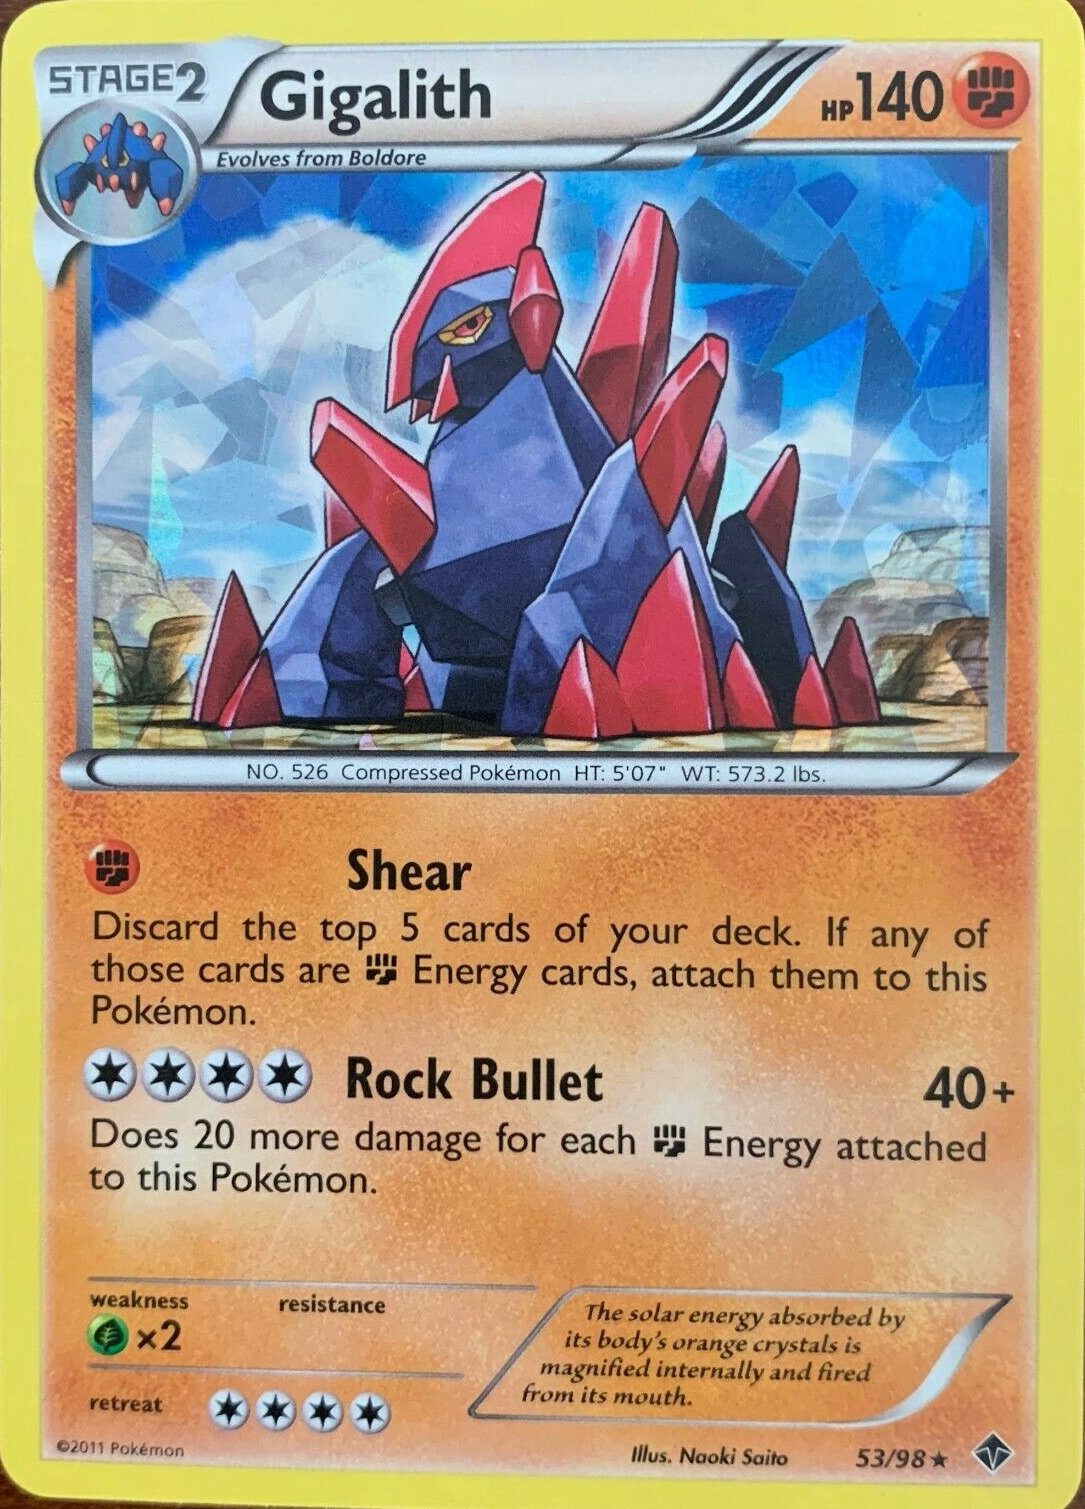 STAGE2
Gigalith
HP140
Evolves from Boldore
NO. 526 Compressed Pokémon HT: 5'07" WT: 573.2 lbs.
Shear
Discard the top 5 cards of your deck. If any of
those cards are Energy cards, attach them to this
Pokémon.
Rock Bullet 40+
Does 20 more damage for each Energy attached
to this Pokémon.
weakness resistance
×2
retreat
The solar energy absorbed by
its body's orange crystals is
magnified internally and fired
from its mouth.
©2011 Pokémon
Illus. Naoki Saito
53/98★